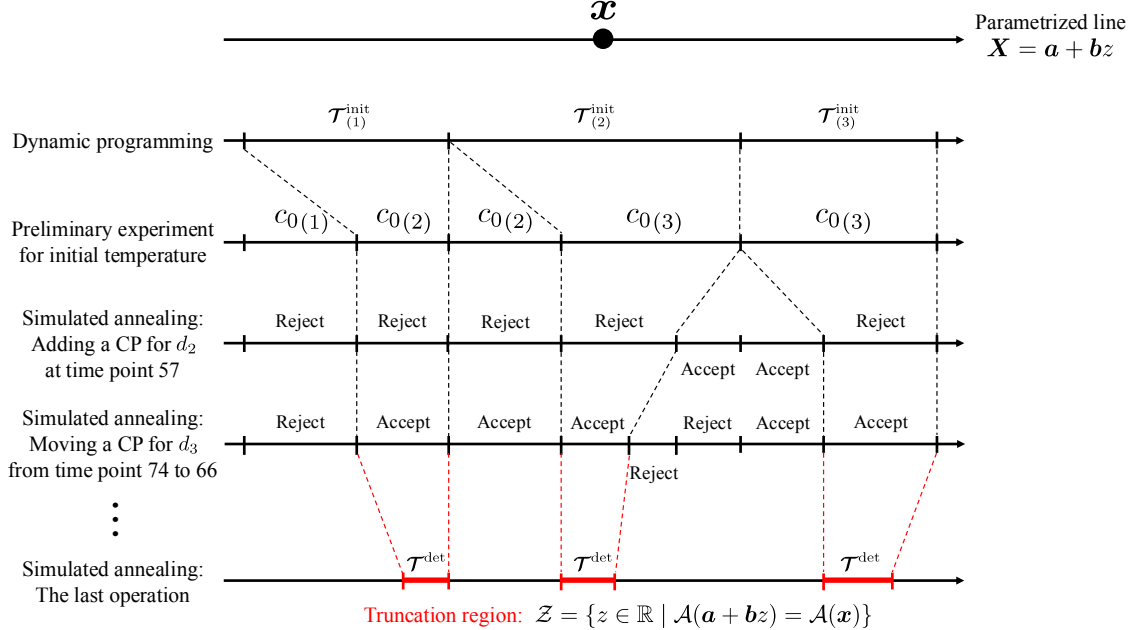 x
Parametrized line
X = a + bz
𝒯^init_(1) 𝒯^init_(2) 𝒯^init_(3)
Dynamic programming
c_0(1) c_0(2) c_0(2) c_0(3) c_0(3)
Preliminary experiment
for initial temperature
Simulated annealing:
Adding a CP for d_2
at time point 57
Reject Reject Reject Reject Reject
Accept Accept
Simulated annealing:
Moving a CP for d_3
from time point 74 to 66
Reject Accept Accept Accept Reject Accept Accept
Reject
⋮
𝒯^det 𝒯^det 𝒯^det
Simulated annealing:
The last operation
Truncation region: 𝒵 = {z ∈ ℝ | 𝒜(a + bz) = 𝒜(x)}